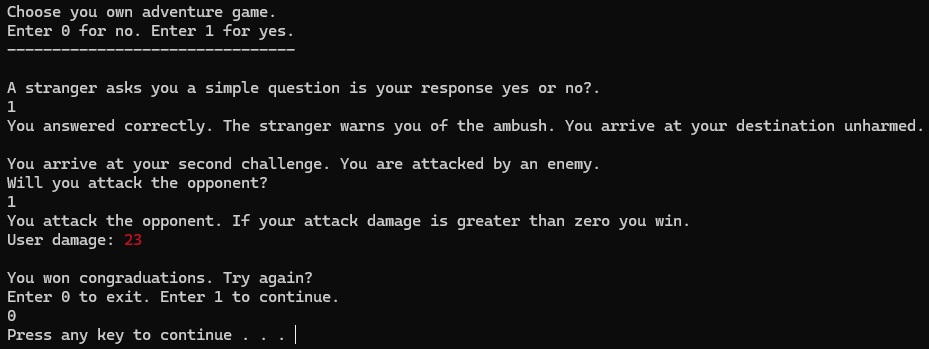 Choose you own adventure game.
Enter 0 for no. Enter 1 for yes.
--------------------------------
A stranger asks you a simple question is your response yes or no?.
1
You answered correctly. The stranger warns you of the ambush. You arrive at your destination unharmed.
You arrive at your second challenge. You are attacked by an enemy.
Will you attack the opponent?
1
You attack the opponent. If your attack damage is greater than zero you win.
User damage: 23
You won congraduations. Try again?
Enter 0 to exit. Enter 1 to continue.
0
Press any key to continue . . .